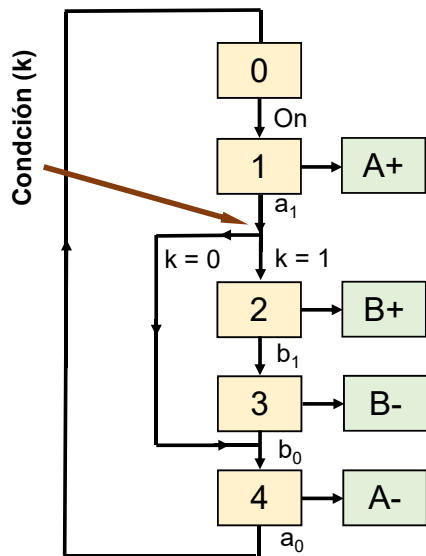 Condción (k)
0
On
1
A+
a1
k = 0
k = 1
2
B+
b1
3
B-
b0
4
A-
a0